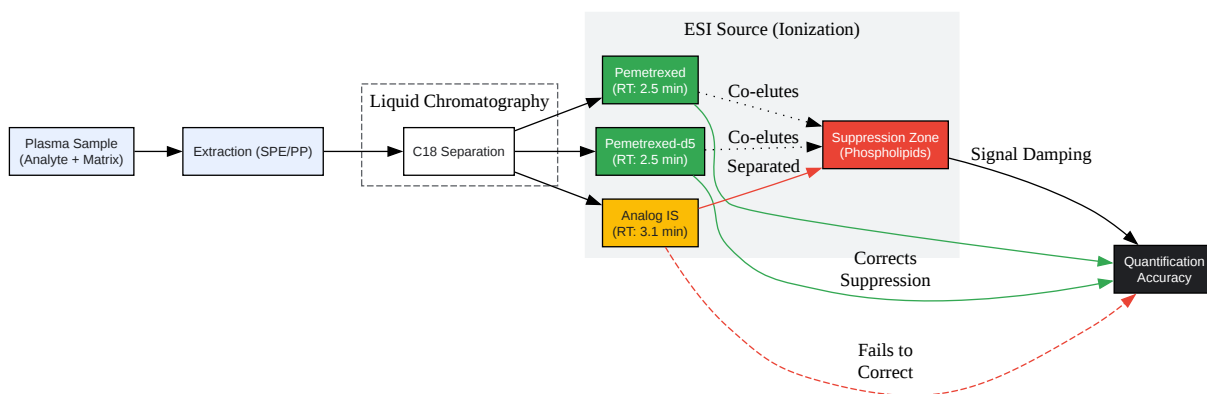 ESI Source (Ionization)
Liquid Chromatography
Plasma Sample
(Analyte + Matrix)
Extraction (SPE/PP)
C18 Separation
Pemetrexed
(RT: 2.5 min)
Pemetrexed-d5
(RT: 2.5 min)
Analog IS
(RT: 3.1 min)
Co-elutes
Co-elutes
Separated
Suppression Zone
(Phospholipids)
Signal Damping
Corrects
Suppression
Fails to
Correct
Quantification
Accuracy